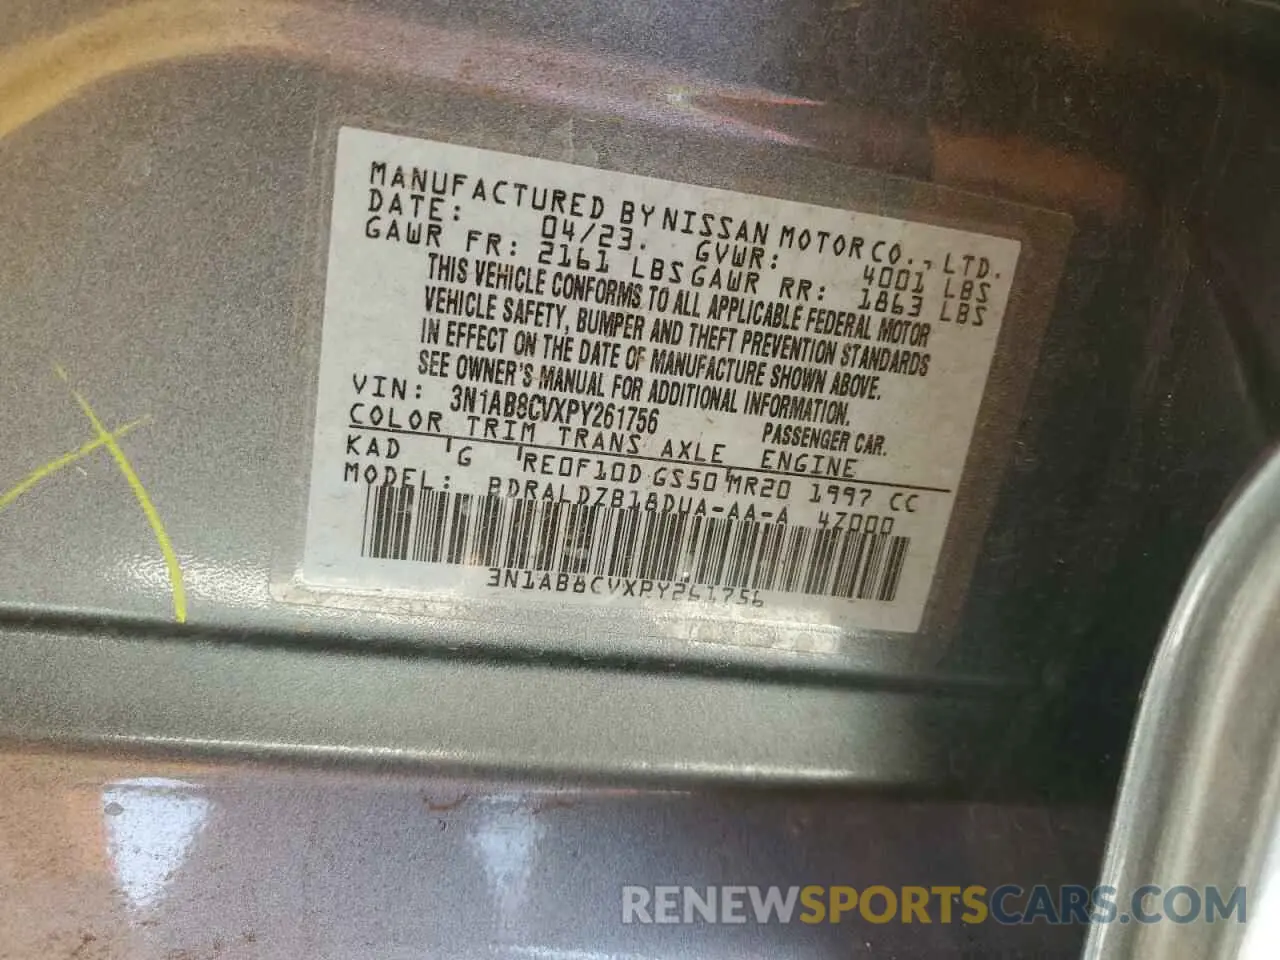 MANUFACTURED BY NISSAN MOTOR CO., LTD.
DATE: 04/23. GVWR: 4001 LBS
GAWR FR: 2161 LBS GAWR RR: 1863 LBS
THIS VEHICLE CONFORMS TO ALL APPLICABLE FEDERAL MOTOR
VEHICLE SAFETY, BUMPER AND THEFT PREVENTION STANDARDS
IN EFFECT ON THE DATE OF MANUFACTURE SHOWN ABOVE.
SEE OWNER'S MANUAL FOR ADDITIONAL INFORMATION.
VIN: 3N1AB8CVXPY261756 PASSENGER CAR.
COLOR TRIM TRANS AXLE ENGINE
KAD G RE0F10D GS50 MR20 1997 CC
MODEL: BDRALDZB18DUA-AA-A 47000
3N1AB8CVXPY261756
RENEWSPORTSCARS.COM